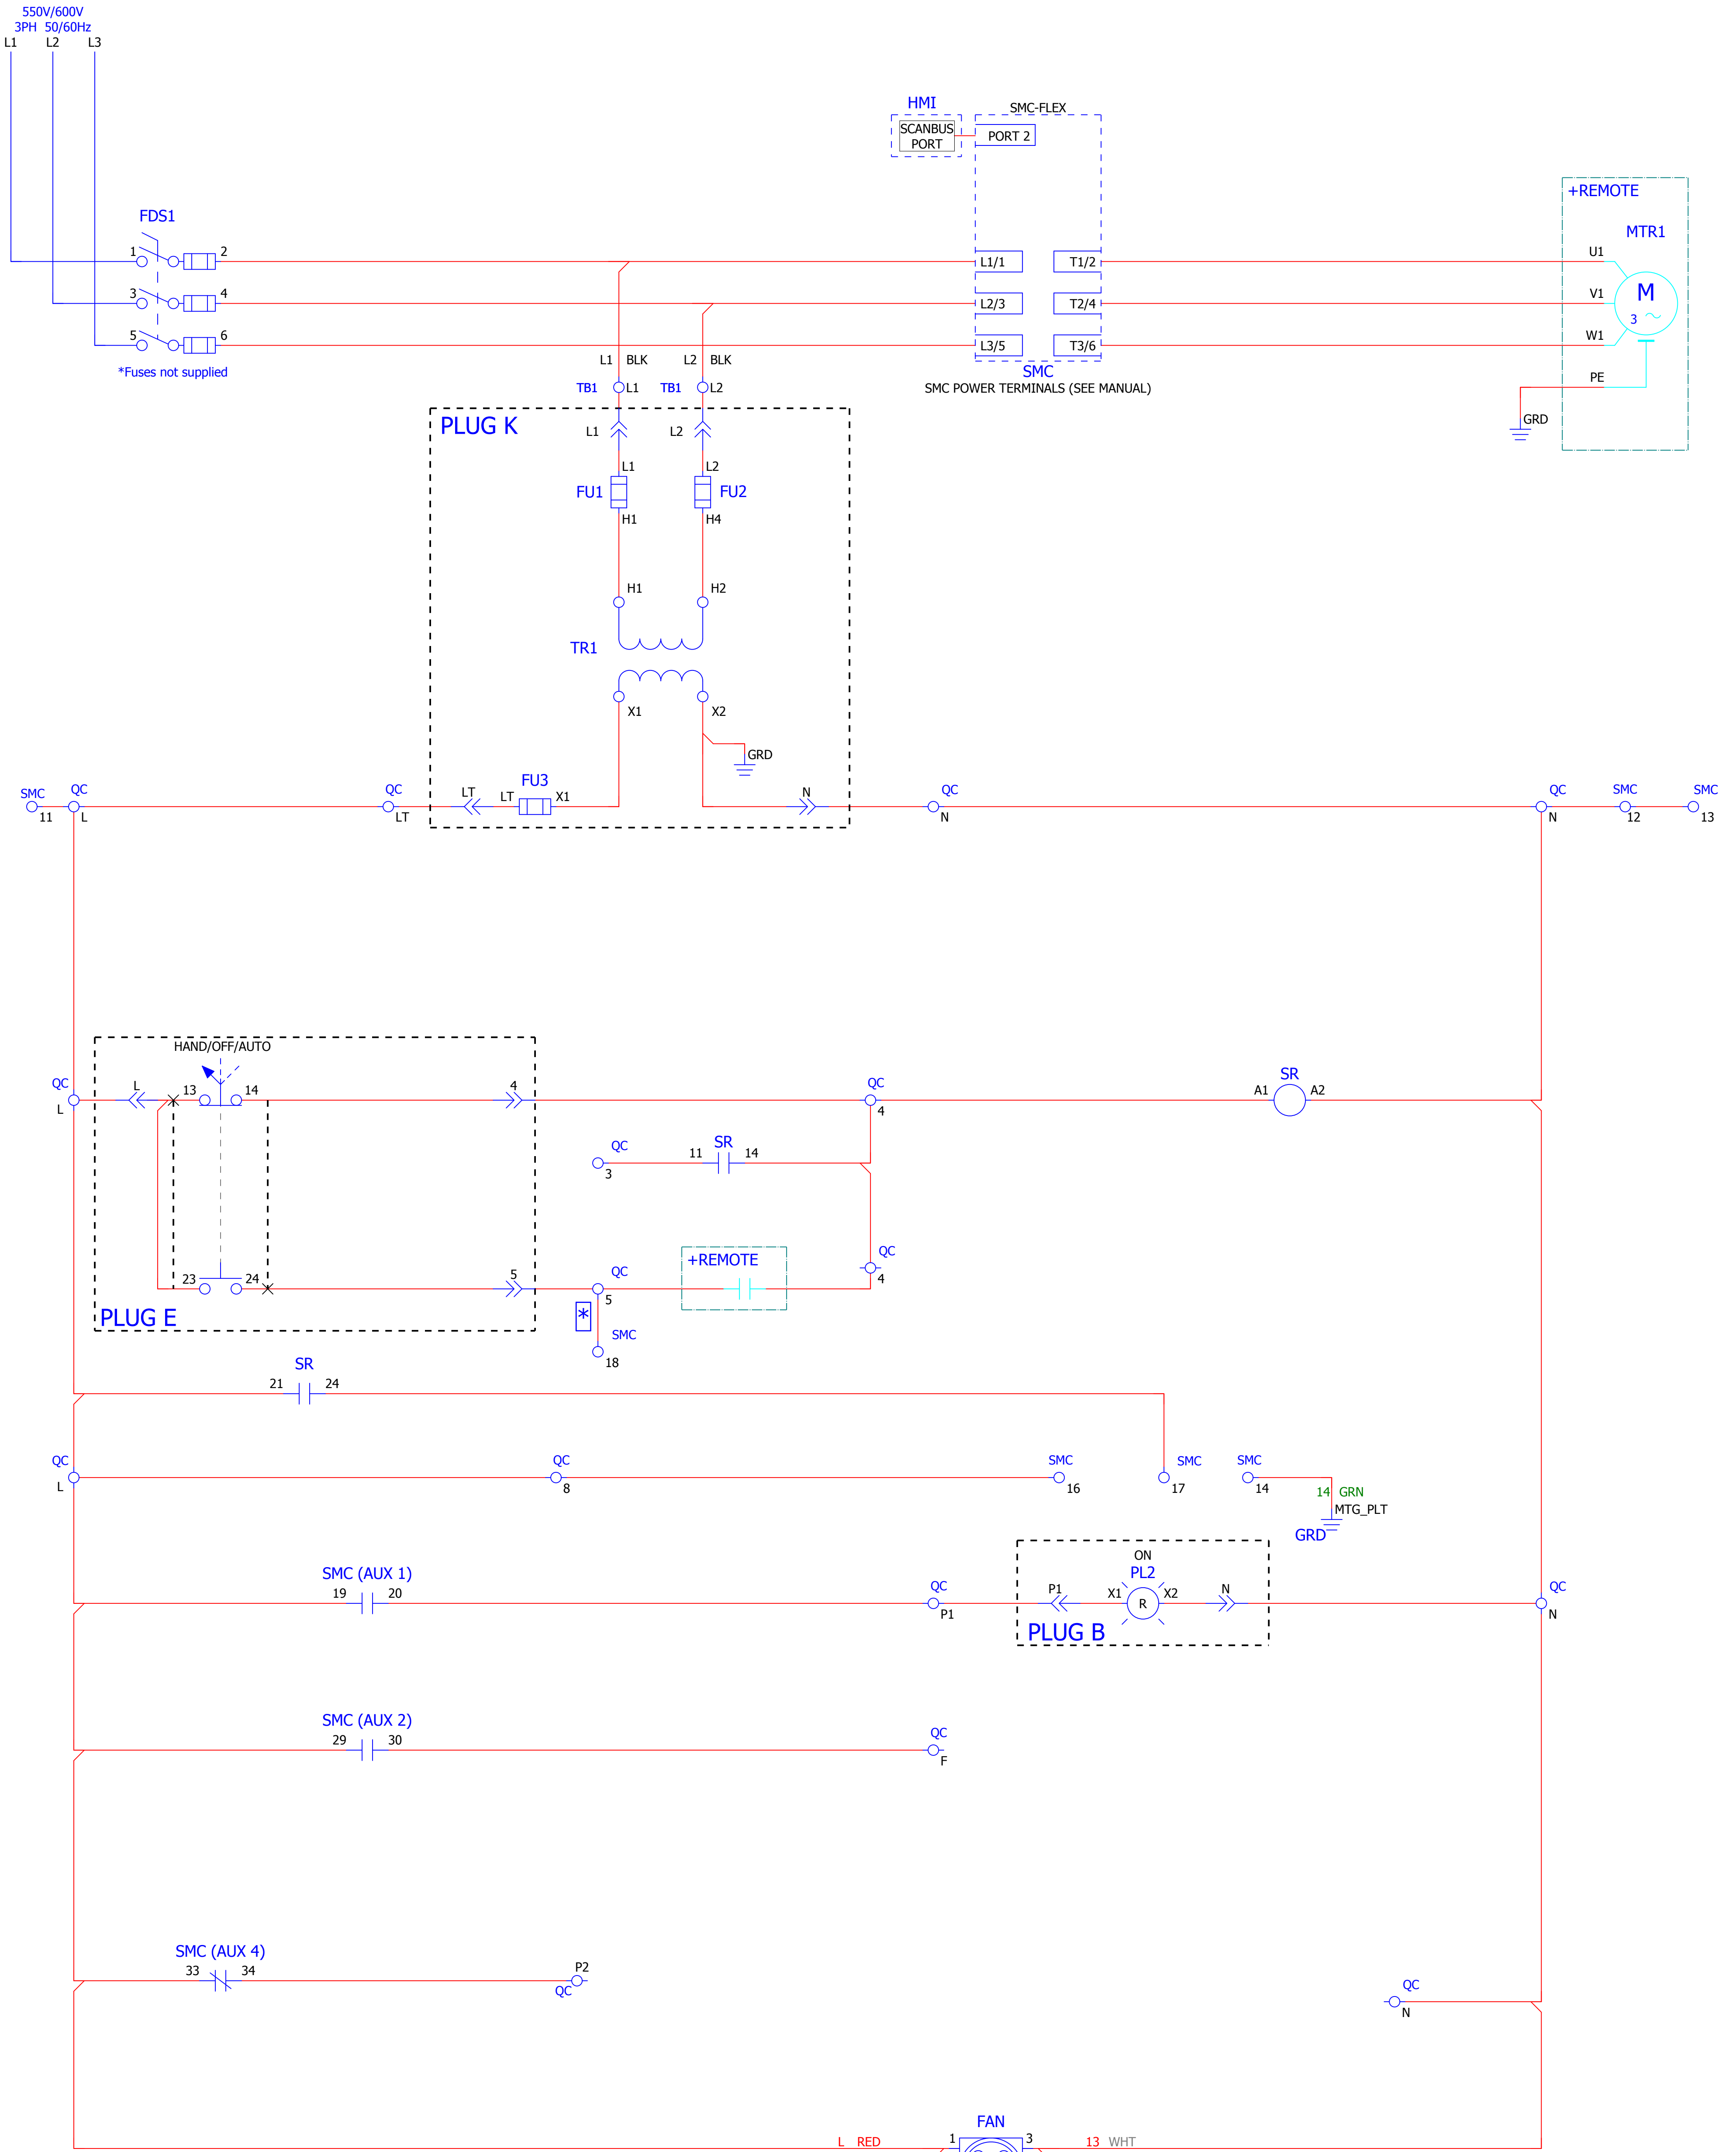 550V/600V
3PH 50/60Hz
L1 L2 L3
HMI
SMC-FLEX
SCANBUS
PORT
PORT 2
+REMOTE
FDS1
MTR1
1 2
L1/1 T1/2
U1
3 4
L2/3 T2/4
V1
M
3
5 6
L3/5 T3/6
W1
*Fuses not supplied
L1 BLK L2 BLK
SMC
SMC POWER TERMINALS (SEE MANUAL)
PE
TB1 L1 TB1 L2
GRD
PLUG K
L1 L2
L1 L2
FU1 FU2
H1 H4
H1 H2
TR1
X1 X2
GRD
SMC QC QC
FU3
LT LT X1
N
QC
QC SMC SMC
11 L LT
N
N 12 13
HAND/OFF/AUTO
QC
L
L
13 14
4
QC
4
SR
A1 A2
QC
3
SR
11 14
+REMOTE
QC
4
23 24
5
QC
5
PLUG E
*
SMC
18
SR
21 24
QC
L
QC
8
SMC
16
SMC
17
SMC
14
14 GRN
MTG_PLT
GRD
SMC (AUX 1)
19 20
QC
P1
ON
PL2
P1 X1 R X2 N
PLUG B
QC
N
SMC (AUX 2)
29 30
QC
F
SMC (AUX 4)
33 34
P2
QC
QC
N
FAN
L RED 1 3 13 WHT